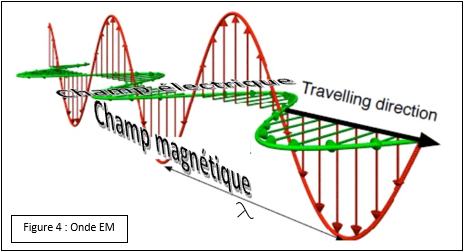 Champ électrique
Travelling direction
Champ magnétique
λ
Figure 4 : Onde EM